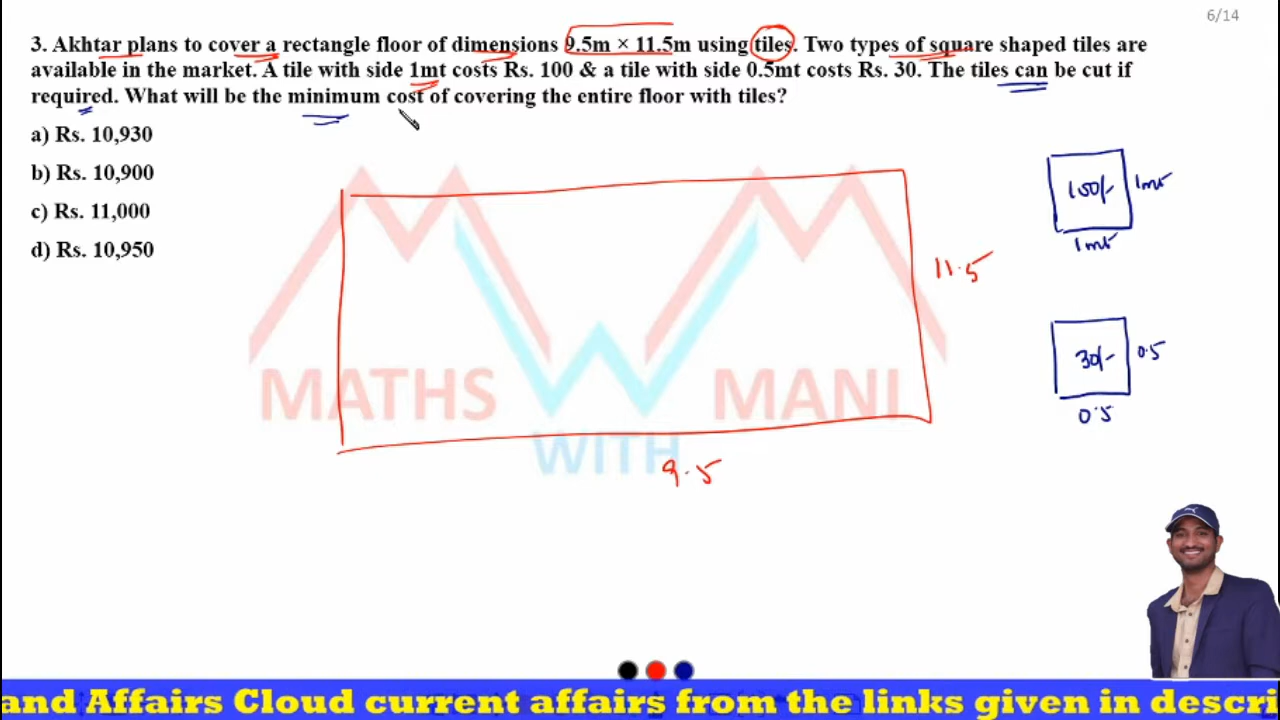 6/14
3. Akhtar plans to cover a rectangle floor of dimensions 9.5m × 11.5m using tiles. Two types of square shaped tiles are
available in the market. A tile with side 1mt costs Rs. 100 & a tile with side 0.5mt costs Rs. 30. The tiles can be cut if
required. What will be the minimum cost of covering the entire floor with tiles?
a) Rs. 10,930
b) Rs. 10,900
c) Rs. 11,000
d) Rs. 10,950
100/-
1mt
1mt
11.5
30/-
0.5
0.5
MATHS
MANI
WITH
9.5
and Affairs Cloud current affairs from the links given in descri